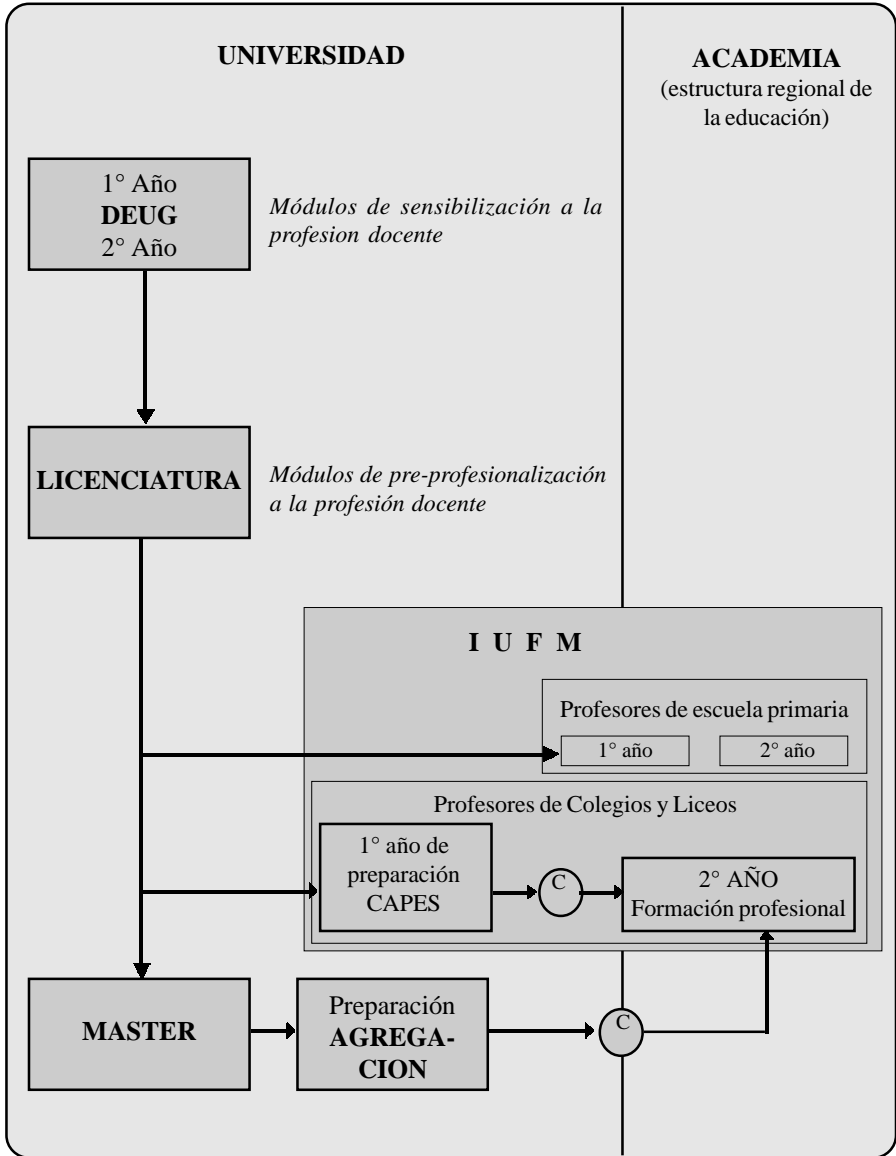 UNIVERSIDAD
ACADEMIA
(estructura regional de
la educación)
1° Año
DEUG
2° Año
Módulos de sensibilización a la
profesion docente
LICENCIATURA
Módulos de pre-profesionalización
a la profesión docente
I U F M
Profesores de escuela primaria
1° año
2° año
Profesores de Colegios y Liceos
1° año de
preparación
CAPES
C
2° AÑO
Formación profesional
MASTER
Preparación
AGREGA-
CION
C